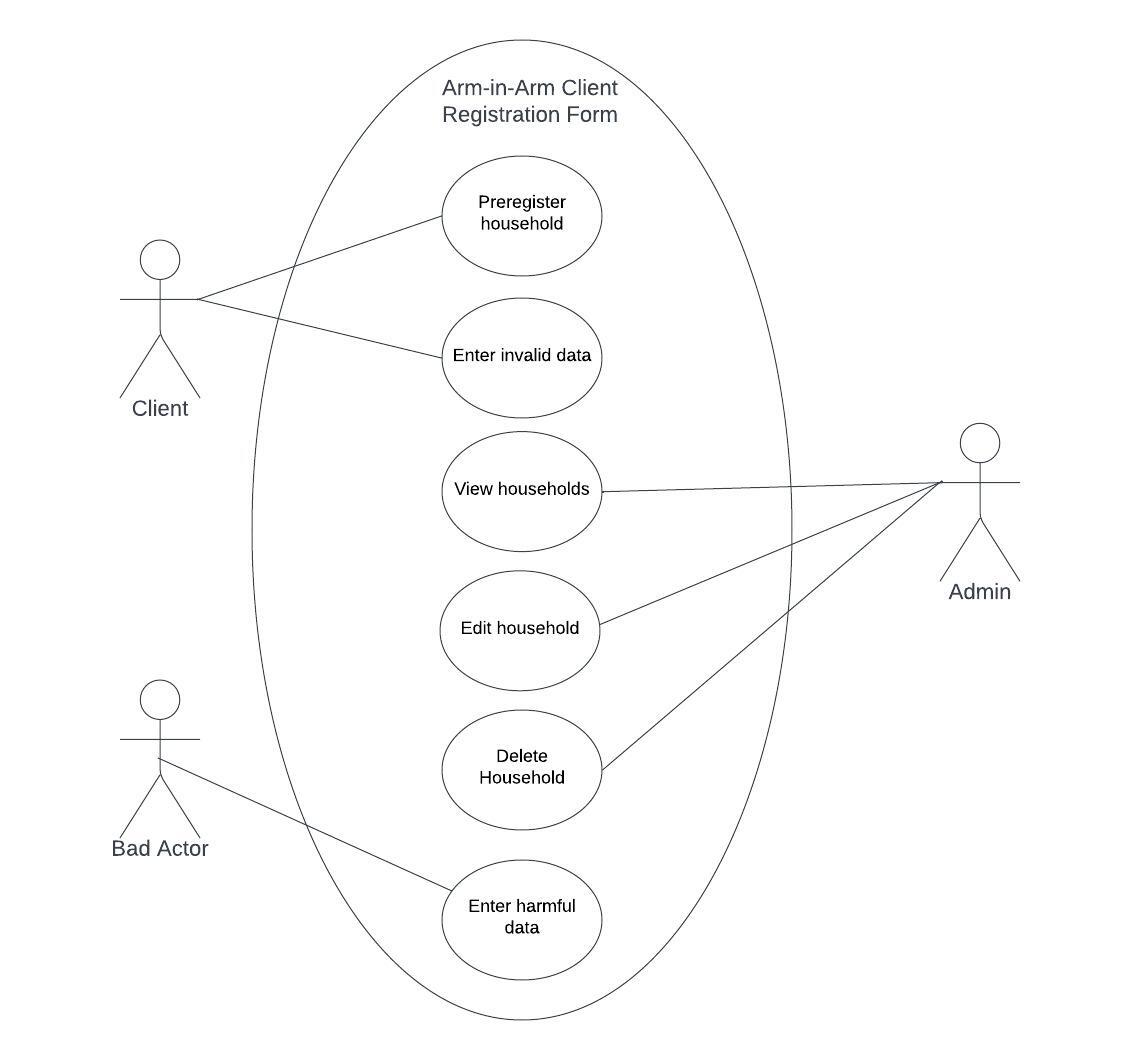 Arm-in-Arm Client
Registration Form
Preregister
household
Enter invalid data
Client
View households
Admin
Edit household
Delete
Household
Bad Actor
Enter harmful
data